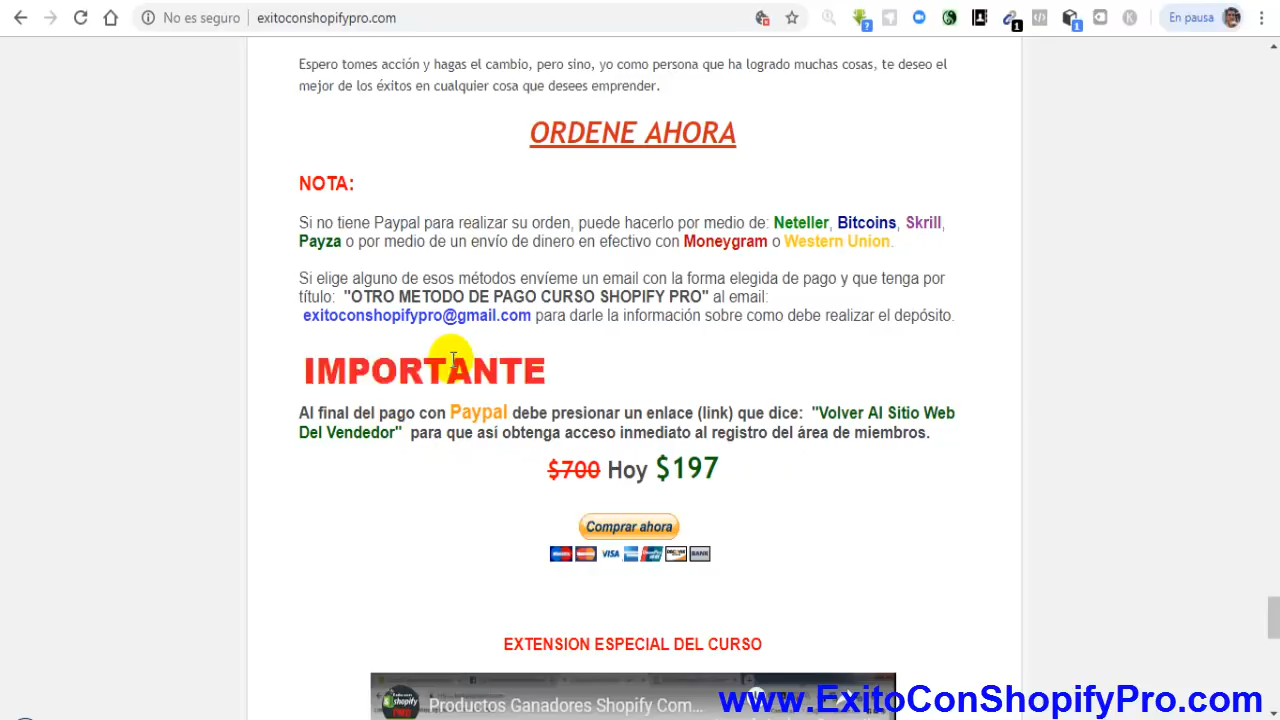 No es seguro
exitoconshopifypro.com
En pausa
Espero tomes acción y hagas el cambio, pero sino, yo como persona que ha logrado muchas cosas, te deseo el
mejor de los éxitos en cualquier cosa que desees emprender.
ORDENE AHORA
NOTA:
Si no tiene Paypal para realizar su orden, puede hacerlo por medio de: Neteller, Bitcoins, Skrill,
Payza o por medio de un envío de dinero en efectivo con Moneygram o Western Union.
Si elige alguno de esos métodos envíeme un email con la forma elegida de pago y que tenga por
título: "OTRO METODO DE PAGO CURSO SHOPIFY PRO" al email:
exitoconshopifypro@gmail.com para darle la información sobre como debe realizar el depósito.
IMPORTANTE
Al final del pago con Paypal debe presionar un enlace (link) que dice: "Volver Al Sitio Web
Del Vendedor" para que así obtenga acceso inmediato al registro del área de miembros.
$700 Hoy $197
Comprar ahora
VISA
BANK
EXTENSION ESPECIAL DEL CURSO
Productos Ganadores Shopify Com...
www.ExitoConShopifyPro.com